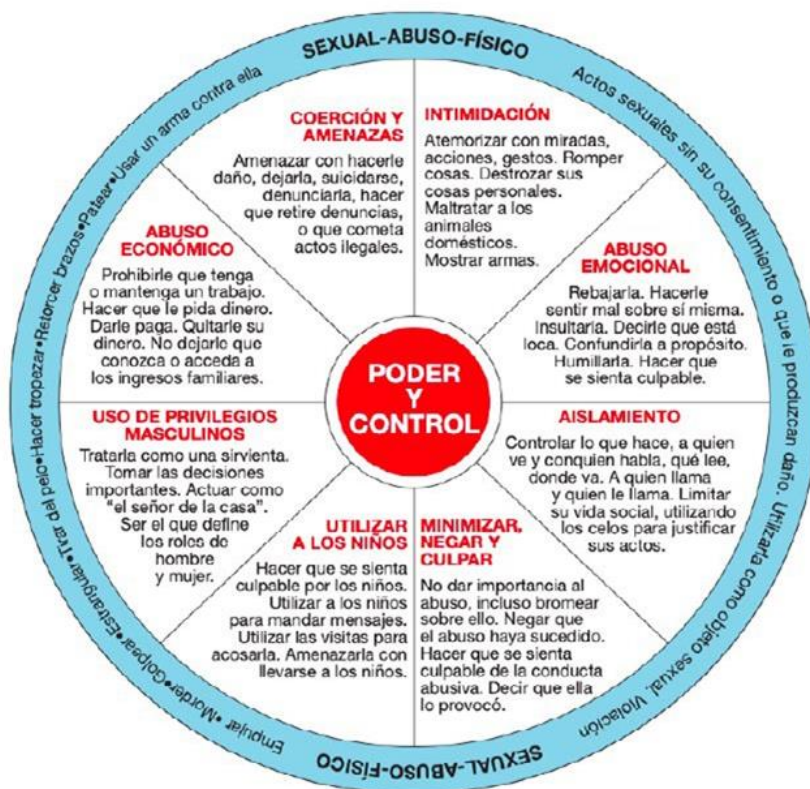 SEXUAL-ABUSO-FÍSICO
Actos sexuales sin su consentimiento o que le produzcan daño. Utilizarla como objeto sexual. Violación
SEXUAL-ABUSO-FÍSICO
Empujar•Morder•Golpear•Estrangular•Tirar del pelo•Hacer tropezar•Retorcer brazos•Patear•Usar un arma contra ella
INTIMIDACIÓN
Atemorizar con miradas,
acciones, gestos. Romper
cosas. Destrozar sus
cosas personales.
Maltratar a los
animales
domésticos.
Mostrar armas.
ABUSO
EMOCIONAL
Rebajarla. Hacerle
sentir mal sobre sí misma.
Insultarla. Decirle que está
loca. Confundirla a propósito.
Humillarla. Hacer que
se sienta culpable.
AISLAMIENTO
Controlar lo que hace, a quien
ve y conquien habla, qué lee,
donde va. A quien llama
y quien le llama. Limitar
su vida social, utilizando
los celos para justificar
sus actos.
MINIMIZAR,
NEGAR Y
CULPAR
No dar importancia al
abuso, incluso bromear
sobre ello. Negar que
el abuso haya sucedido.
Hacer que se sienta
culpable de la conducta
abusiva. Decir que ella
lo provocó.
UTILIZAR
A LOS NIÑOS
Hacer que se sienta
culpable por los niños.
Utilizar a los niños
para mandar mensajes.
Utilizar las visitas para
acosarla. Amenazarla con
llevarse a los niños.
USO DE PRIVILEGIOS
MASCULINOS
Tratarla como una sirvienta.
Tomar las decisiones
importantes. Actuar como
"el señor de la casa".
Ser el que define
los roles de
hombre
y mujer.
ABUSO
ECONÓMICO
Prohibirle que tenga
o mantenga un trabajo.
Hacer que le pida dinero.
Darle paga. Quitarle su
dinero. No dejarle que
conozca o acceda a
los ingresos familiares.
COERCIÓN Y
AMENAZAS
Amenazar con hacerle
daño, dejarla, suicidarse,
denunciarla, hacer
que retire denuncias,
o que cometa
actos ilegales.
PODER
Y
CONTROL